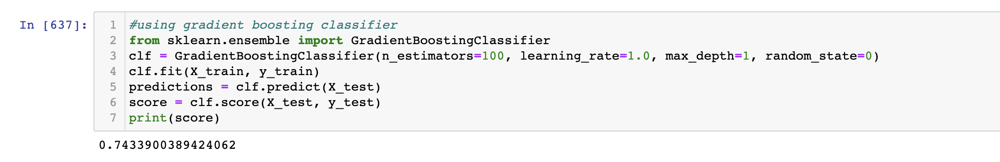 In [637]:
1 #using gradient boosting classifier
2 from sklearn.ensemble import GradientBoostingClassifier
3 clf = GradientBoostingClassifier(n_estimators=100, learning_rate=1.0, max_depth=1, random_state=0)
4 clf.fit(X_train, y_train)
5 predictions = clf.predict(X_test)
6 score = clf.score(X_test, y_test)
7 print(score)
0.7433900389424062